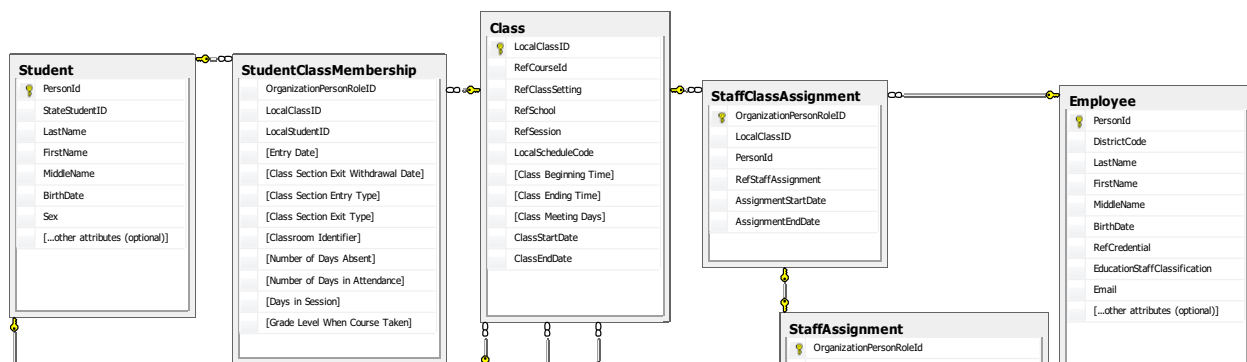 Student
PersonId
StateStudentID
LastName
FirstName
MiddleName
BirthDate
Sex
[...other attributes (optional)]
StudentClassMembership
OrganizationPersonRoleID
LocalClassID
LocalStudentID
[Entry Date]
[Class Section Exit Withdrawal Date]
[Class Section Entry Type]
[Class Section Exit Type]
[Classroom Identifier]
[Number of Days Absent]
[Number of Days in Attendance]
[Days in Session]
[Grade Level When Course Taken]
Class
LocalClassID
RefCourseId
RefClassSetting
RefSchool
RefSession
LocalScheduleCode
[Class Beginning Time]
[Class Ending Time]
[Class Meeting Days]
ClassStartDate
ClassEndDate
StaffClassAssignment
OrganizationPersonRoleID
LocalClassID
PersonId
RefStaffAssignment
AssignmentStartDate
AssignmentEndDate
StaffAssignment
OrganizationPersonRoleId
Employee
PersonId
DistrictCode
LastName
FirstName
MiddleName
BirthDate
RefCredential
EducationStaffClassification
Email
[...other attributes (optional)]